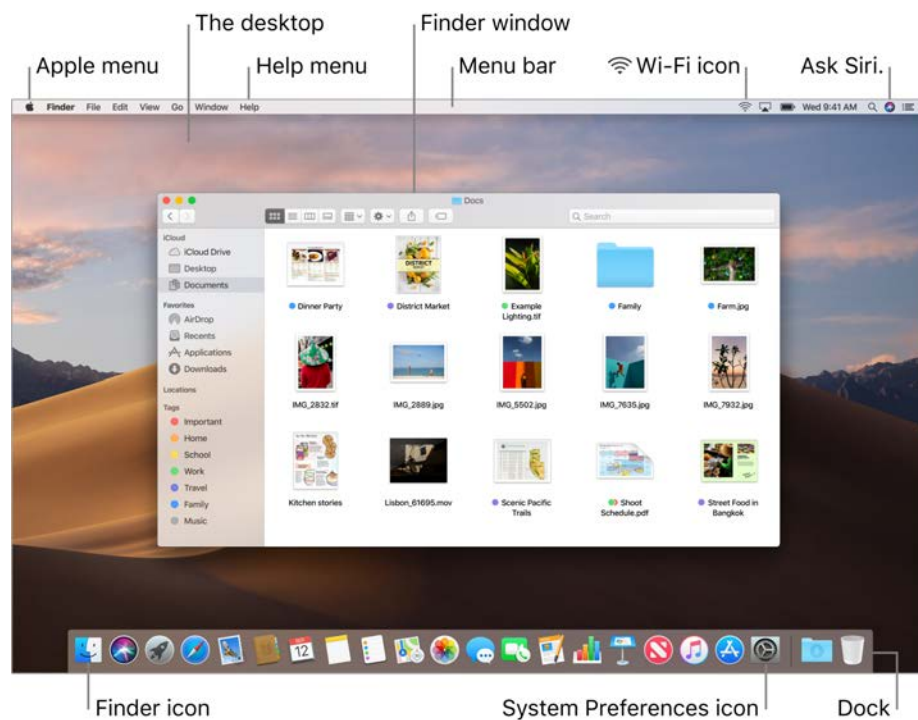 The desktop
Finder window
Apple menu
Help menu
Menu bar
Wi-Fi icon
Ask Siri.
Finder File Edit View Go Window Help
Wed 9:41 AM
Docs
Search
iCloud
iCloud Drive
Desktop
Documents
Favorites
AirDrop
Recents
Applications
Downloads
Locations
Tags
Important
Home
School
Work
Travel
Family
Music
Dinner Party
DISTRICT
District Market
Example
Lighting.tif
Family
Farm.jpg
IMG_2832.tif
IMG_2889.jpg
IMG_5502.jpg
IMG_7635.jpg
IMG_7932.jpg
Kitchen stories
Lisbon_61695.mov
Scenic Pacific
Trails
Shoot
Schedule.pdf
Street Food in
Bangkok
12
Finder icon
System Preferences icon
Dock